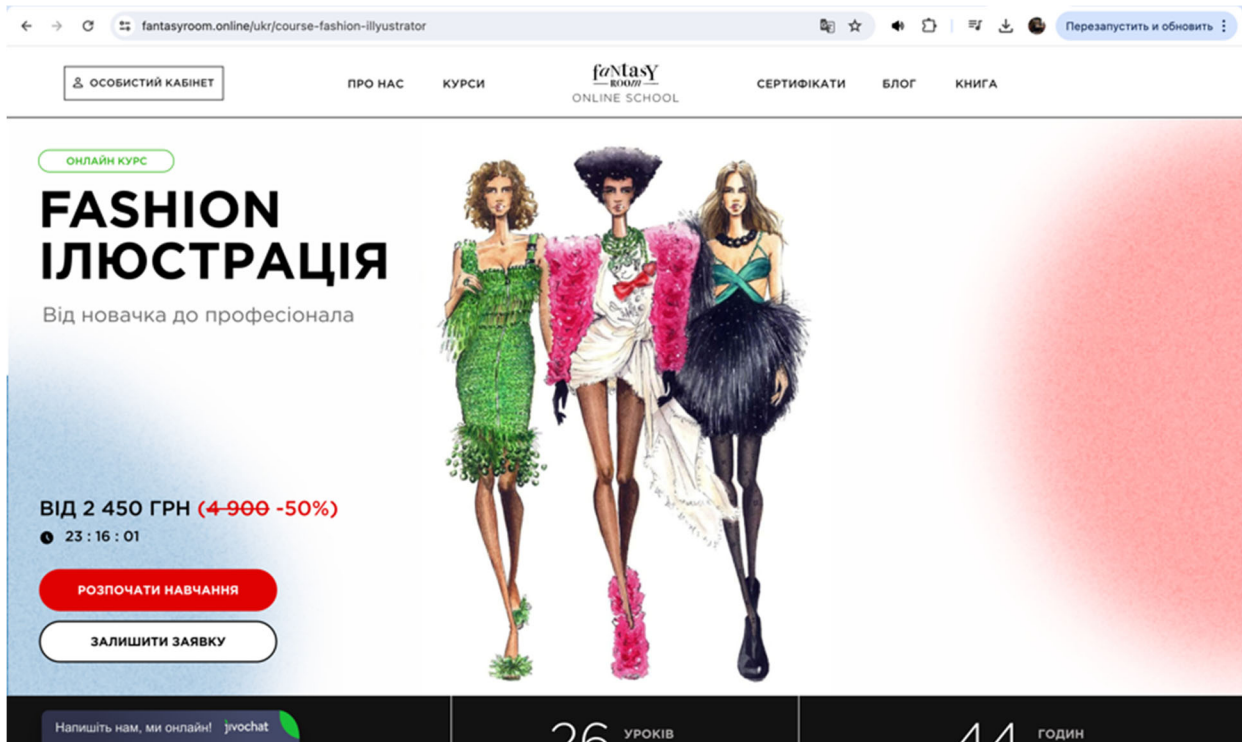 fantasyroom.online/ukr/course-fashion-illyustrator
Перезапустить и обновить
ОСОБИСТИЙ КАБІНЕТ
ПРО НАС
КУРСИ
faNtasY
ROOM
ONLINE SCHOOL
СЕРТИФІКАТИ
БЛОГ
КНИГА
ОНЛАЙН КУРС
FASHION
ІЛЮСТРАЦІЯ
Від новачка до професіонала
ВІД 2 450 ГРН (4 900 -50%)
23 : 16 : 01
РОЗПОЧАТИ НАВЧАННЯ
ЗАЛИШИТИ ЗАЯВКУ
Напишіть нам, ми онлайн! jivochat
26 УРОКІВ
44 ГОДИН